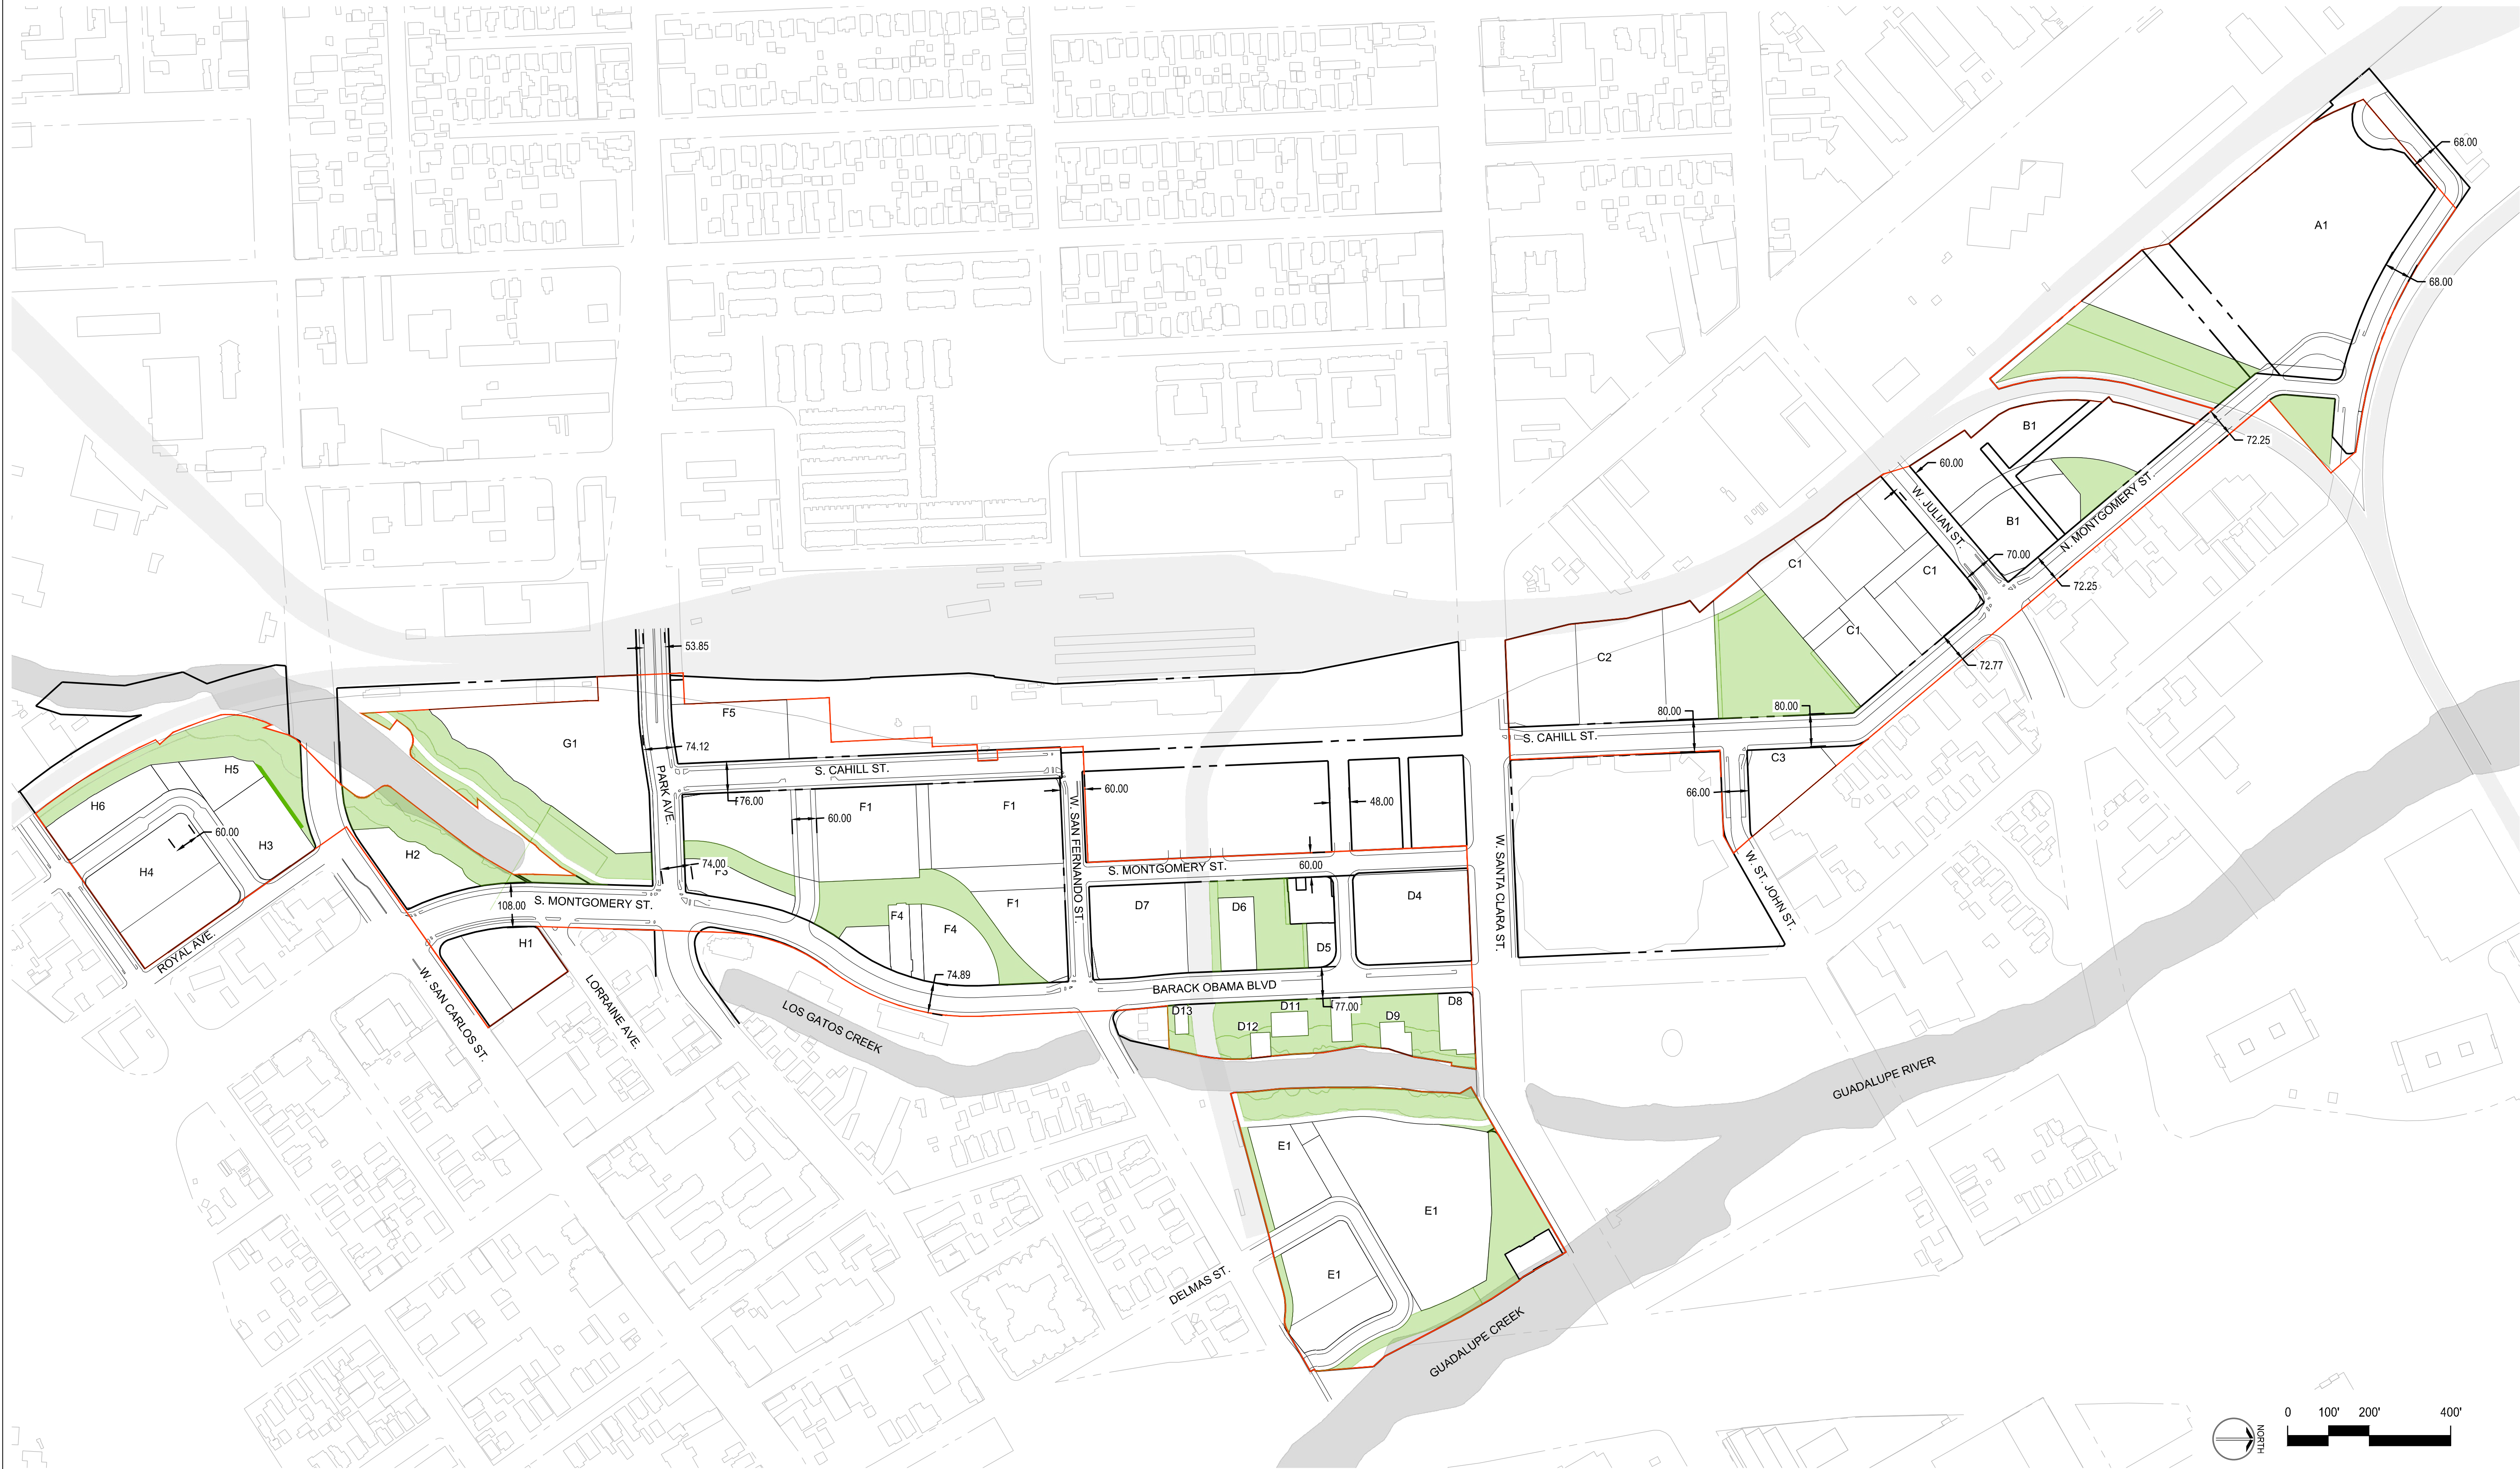 68.00
A1
68.00
B1
72.25
60.00
W. JULIAN ST.
B1
N. MONTGOMERY ST.
70.00
C1
C1
72.25
C1
53.85
C2
72.77
F5
80.00
80.00
G1
74.12
S. CAHILL ST.
C3
H5
PARK AVE.
S. CAHILL ST.
60.00
66.00
H6
76.00
F1
F1
48.00
60.00
60.00
W. SAN FERNANDO ST.
H3
H2
74.00
F3
S. MONTGOMERY ST.
60.00
W. SANTA CLARA ST.
W. ST. JOHN ST.
H4
108.00
S. MONTGOMERY ST.
F1
D7
D6
D4
F4
F4
H1
D5
ROYAL AVE.
74.89
BARACK OBAMA BLVD
W. SAN CARLOS ST.
LORRAINE AVE.
LOS GATOS CREEK
D13
D12
D11
77.00
D9
D8
GUADALUPE RIVER
E1
E1
E1
DELMAS ST.
GUADALUPE CREEK
NORTH
0 100' 200' 400'